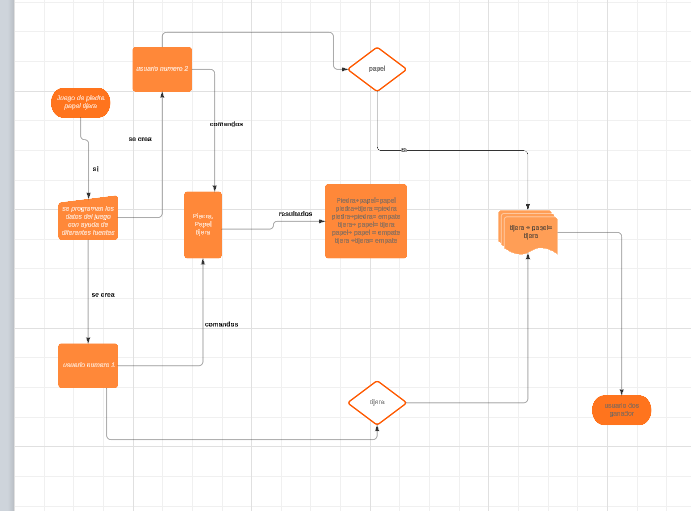 usuario numero 2
papel
Juego de piedra,
papel tijera
comandos
se crea
si
se programan los
datos del juego
con ayuda de
diferentes fuentes
Piedra,
Papel,
tijera
resultados
Piedra+papel=papel
piedra+tijera =piedra
piedra+piedra= empate
tijera+ papel= tijera
papel+ papel = empate
tijera +tijera= empate
tijera + papel=
tijera
se crea
comandos
usuario numero 1
tijera
usuario dos
ganador